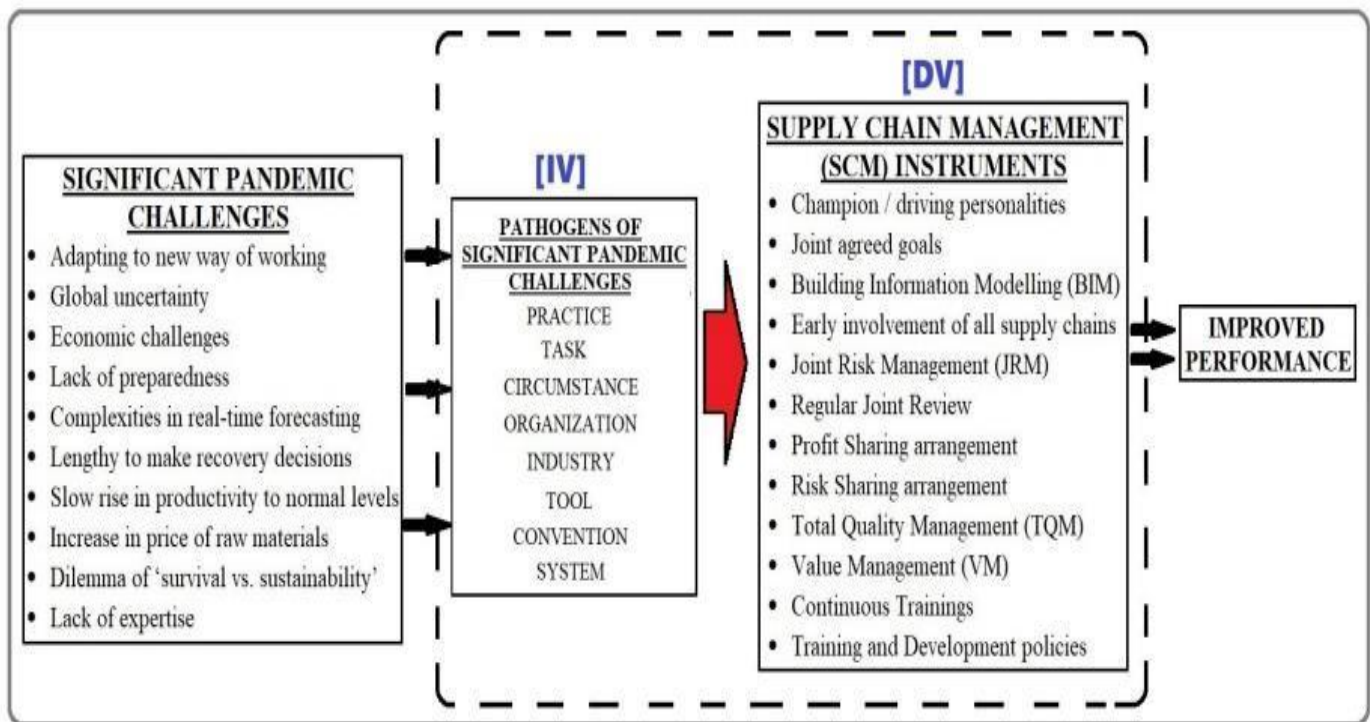 SIGNIFICANT PANDEMIC
CHALLENGES
• Adapting to new way of working
• Global uncertainty
• Economic challenges
• Lack of preparedness
• Complexities in real-time forecasting
• Lengthy to make recovery decisions
• Slow rise in productivity to normal levels
• Increase in price of raw materials
• Dilemma of ‘survival vs. sustainability’
• Lack of expertise
[IV]
PATHOGENS OF
SIGNIFICANT PANDEMIC
CHALLENGES
PRACTICE
TASK
CIRCUMSTANCE
ORGANIZATION
INDUSTRY
TOOL
CONVENTION
SYSTEM
[DV]
SUPPLY CHAIN MANAGEMENT
(SCM) INSTRUMENTS
• Champion / driving personalities
• Joint agreed goals
• Building Information Modelling (BIM)
• Early involvement of all supply chains
• Joint Risk Management (JRM)
• Regular Joint Review
• Profit Sharing arrangement
• Risk Sharing arrangement
• Total Quality Management (TQM)
• Value Management (VM)
• Continuous Trainings
• Training and Development policies
IMPROVED
PERFORMANCE